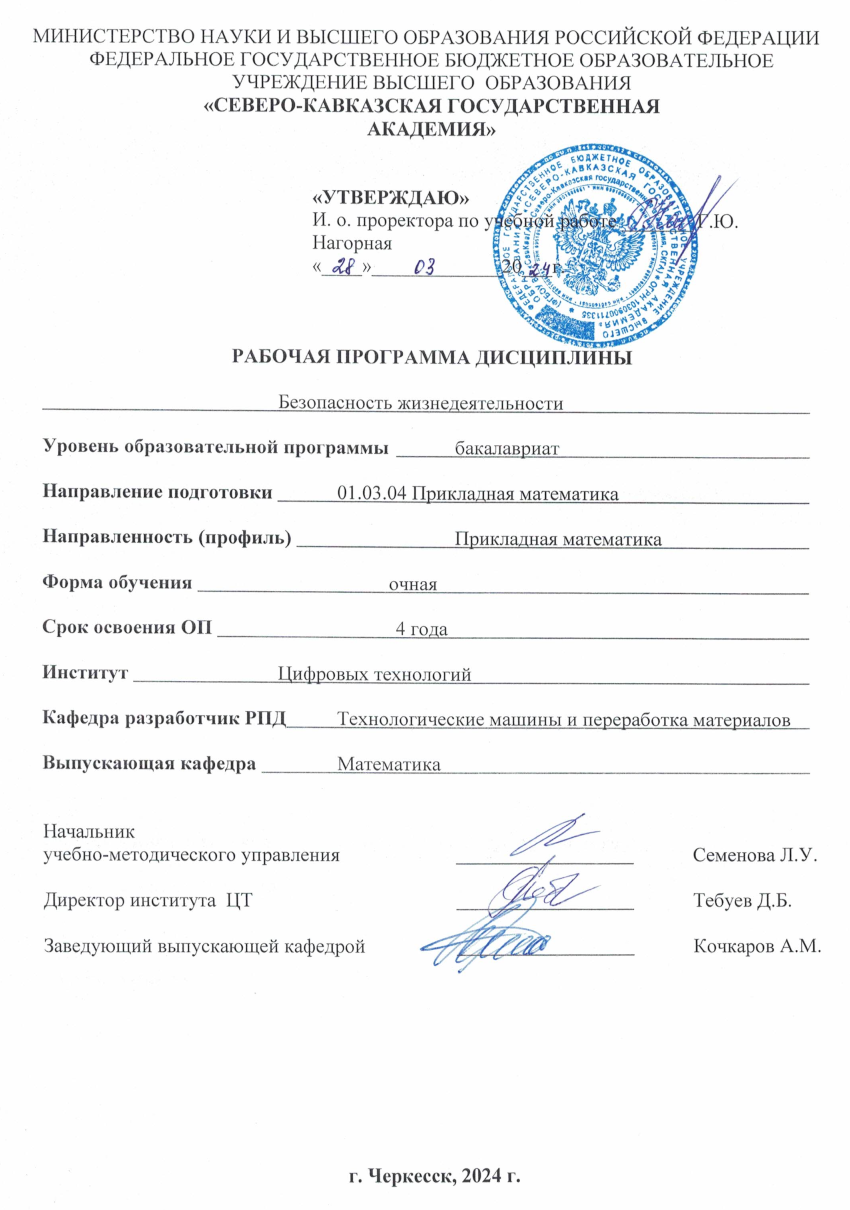 МИНИСТЕРСТВО НАУКИ И ВЫСШЕГО ОБРАЗОВАНИЯ РОССИЙСКОЙ ФЕДЕРАЦИИ
ФЕДЕРАЛЬНОЕ ГОСУДАРСТВЕННОЕ БЮДЖЕТНОЕ ОБРАЗОВАТЕЛЬНОЕ
УЧРЕЖДЕНИЕ ВЫСШЕГО ОБРАЗОВАНИЯ
«СЕВЕРО-КАВКАЗСКАЯ ГОСУДАРСТВЕННАЯ
АКАДЕМИЯ»
«УТВЕРЖДАЮ»
И. о. проректора по учебной работе Г.Ю.
Нагорная
«28» 03 2024 г.
РАБОЧАЯ ПРОГРАММА ДИСЦИПЛИНЫ
Безопасность жизнедеятельности
Уровень образовательной программы бакалавриат
Направление подготовки 01.03.04 Прикладная математика
Направленность (профиль) Прикладная математика
Форма обучения очная
Срок освоения ОП 4 года
Институт Цифровых технологий
Кафедра разработчик РПД Технологические машины и переработка материалов
Выпускающая кафедра Математика
Начальник
учебно-методического управления Семенова Л.У.
Директор института ЦТ Тебуев Д.Б.
Заведующий выпускающей кафедрой Кочкаров А.М.
г. Черкесск, 2024 г.